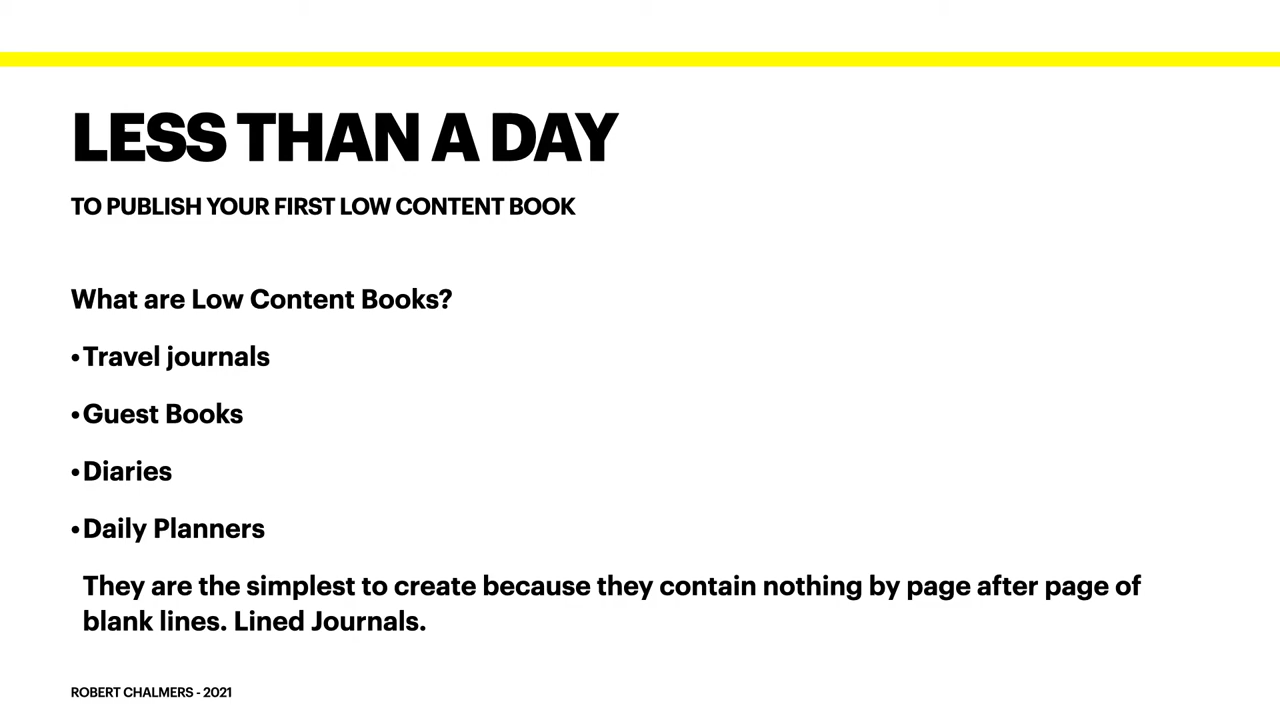 LESS THAN A DAY
TO PUBLISH YOUR FIRST LOW CONTENT BOOK
What are Low Content Books?
• Travel journals
• Guest Books
• Diaries
• Daily Planners
They are the simplest to create because they contain nothing by page after page of
blank lines. Lined Journals.
ROBERT CHALMERS - 2021